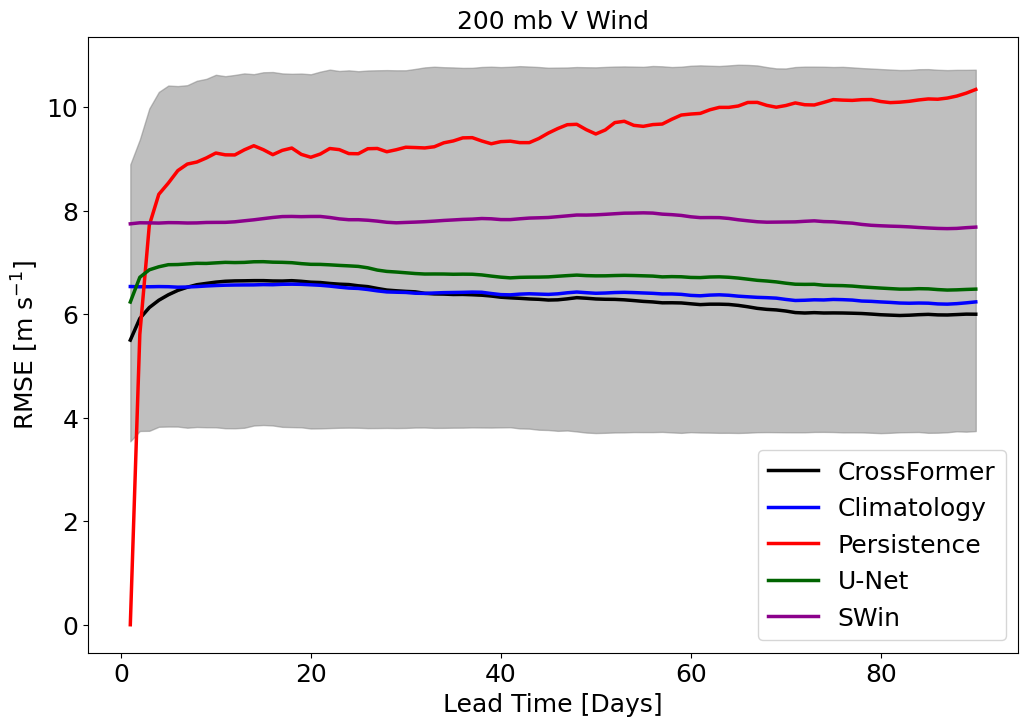 200 mb V Wind
RMSE [m s⁻¹]
10
8
6
4
2
0
0 20 40 60 80
Lead Time [Days]
CrossFormer
Climatology
Persistence
U-Net
SWin